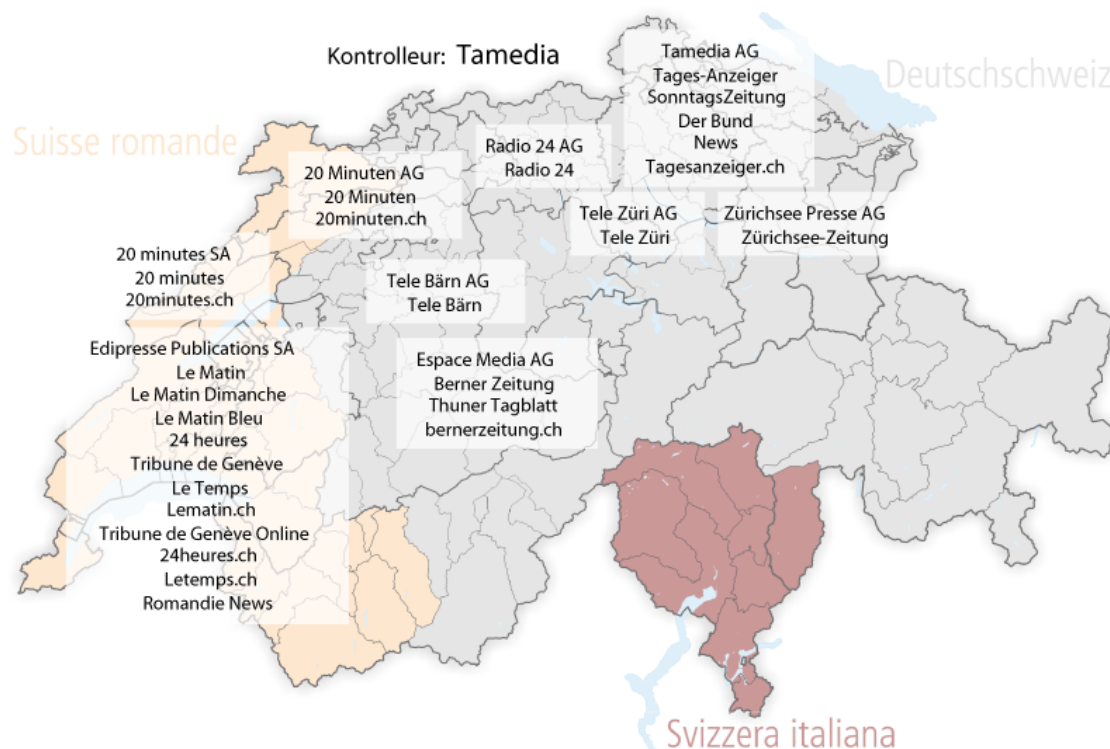 Kontrolleur: Tamedia
Deutschschweiz
Suisse romande
Tamedia AG
Tages-Anzeiger
SonntagsZeitung
Der Bund
News
Tagesanzeiger.ch
Radio 24 AG
Radio 24
20 Minuten AG
20 Minuten
20minuten.ch
Tele Züri AG
Tele Züri
Zürichsee Presse AG
Zürichsee-Zeitung
20 minutes SA
20 minutes
20minutes.ch
Tele Bärn AG
Tele Bärn
Edipresse Publications SA
Le Matin
Le Matin Dimanche
Le Matin Bleu
24 heures
Tribune de Genève
Le Temps
Lematin.ch
Tribune de Genève Online
24heures.ch
Letemps.ch
Romandie News
Espace Media AG
Berner Zeitung
Thuner Tagblatt
bernerzeitung.ch
Svizzera italiana